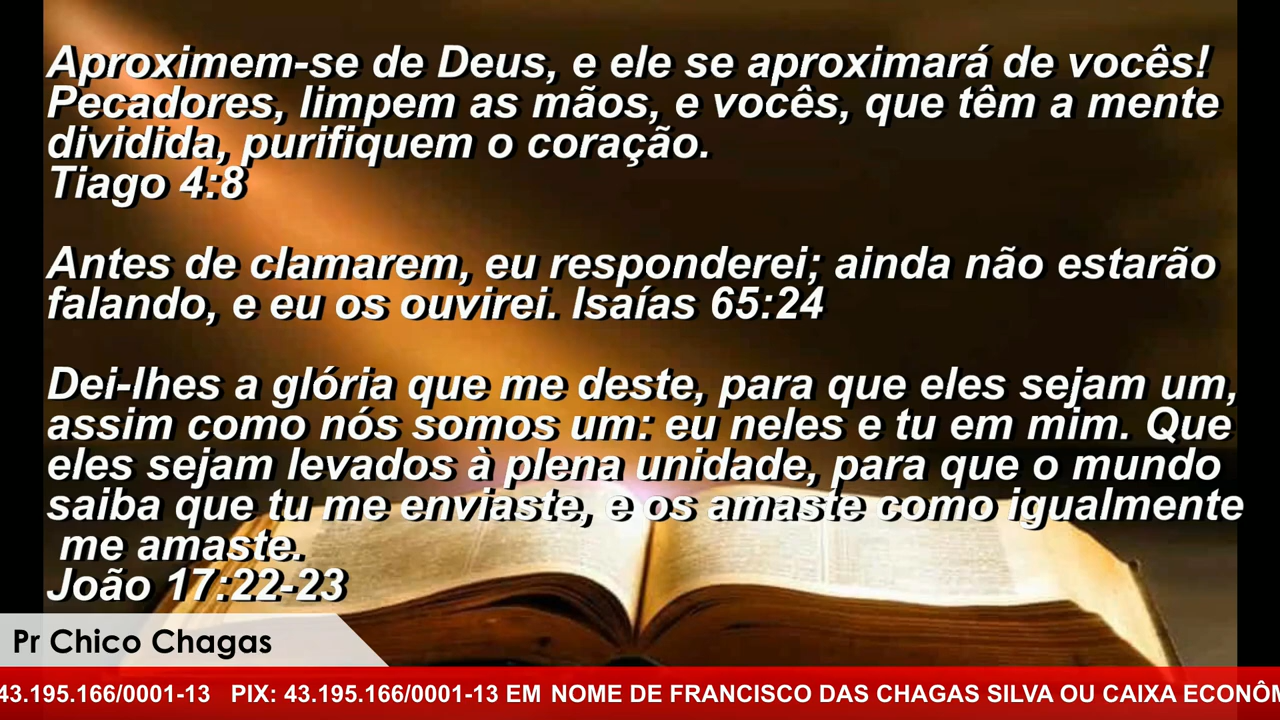 Aproximem-se de Deus, e ele se aproximará de vocês!
Pecadores, limpem as mãos, e vocês, que têm a mente
dividida, purifiquem o coração.
Tiago 4:8
Antes de clamarem, eu responderei; ainda não estarão
falando, e eu os ouvirei. Isaías 65:24
Dei-lhes a glória que me deste, para que eles sejam um,
assim como nós somos um: eu neles e tu em mim. Que
eles sejam levados à plena unidade, para que o mundo
saiba que tu me enviaste, e os amaste como igualmente
me amaste.
João 17:22-23
Pr Chico Chagas
43.195.166/0001-13 PIX: 43.195.166/0001-13 EM NOME DE FRANCISCO DAS CHAGAS SILVA OU CAIXA